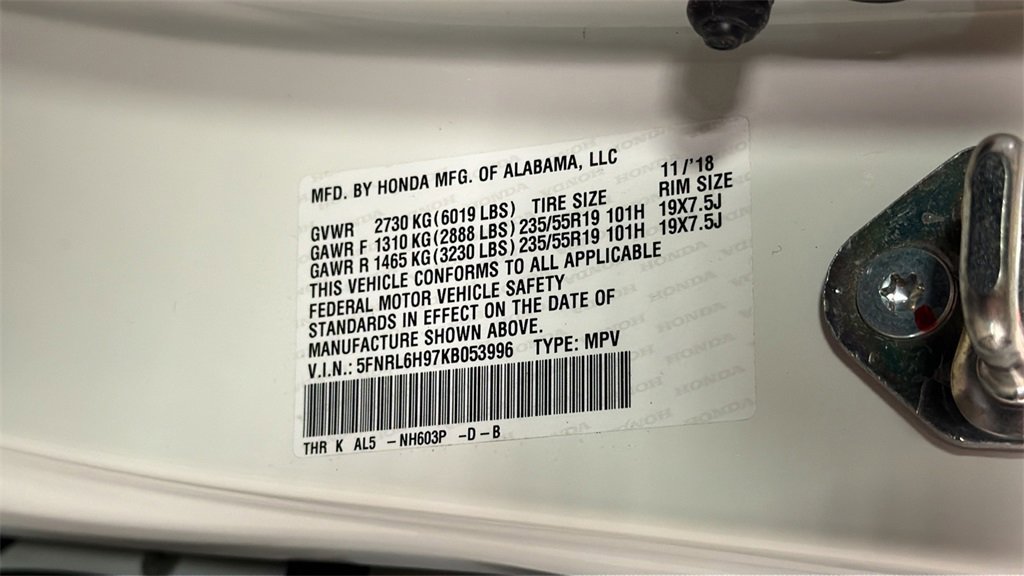 MFD. BY HONDA MFG. OF ALABAMA, LLC 11/'18
GVWR 2730 KG (6019 LBS) TIRE SIZE RIM SIZE
GAWR F 1310 KG (2888 LBS) 235/55R19 101H 19X7.5J
GAWR R 1465 KG (3230 LBS) 235/55R19 101H 19X7.5J
THIS VEHICLE CONFORMS TO ALL APPLICABLE
FEDERAL MOTOR VEHICLE SAFETY
STANDARDS IN EFFECT ON THE DATE OF
MANUFACTURE SHOWN ABOVE.
V.I.N.: 5FNRL6H97KB053996 TYPE: MPV
THR K AL5 -NH603P -D-B